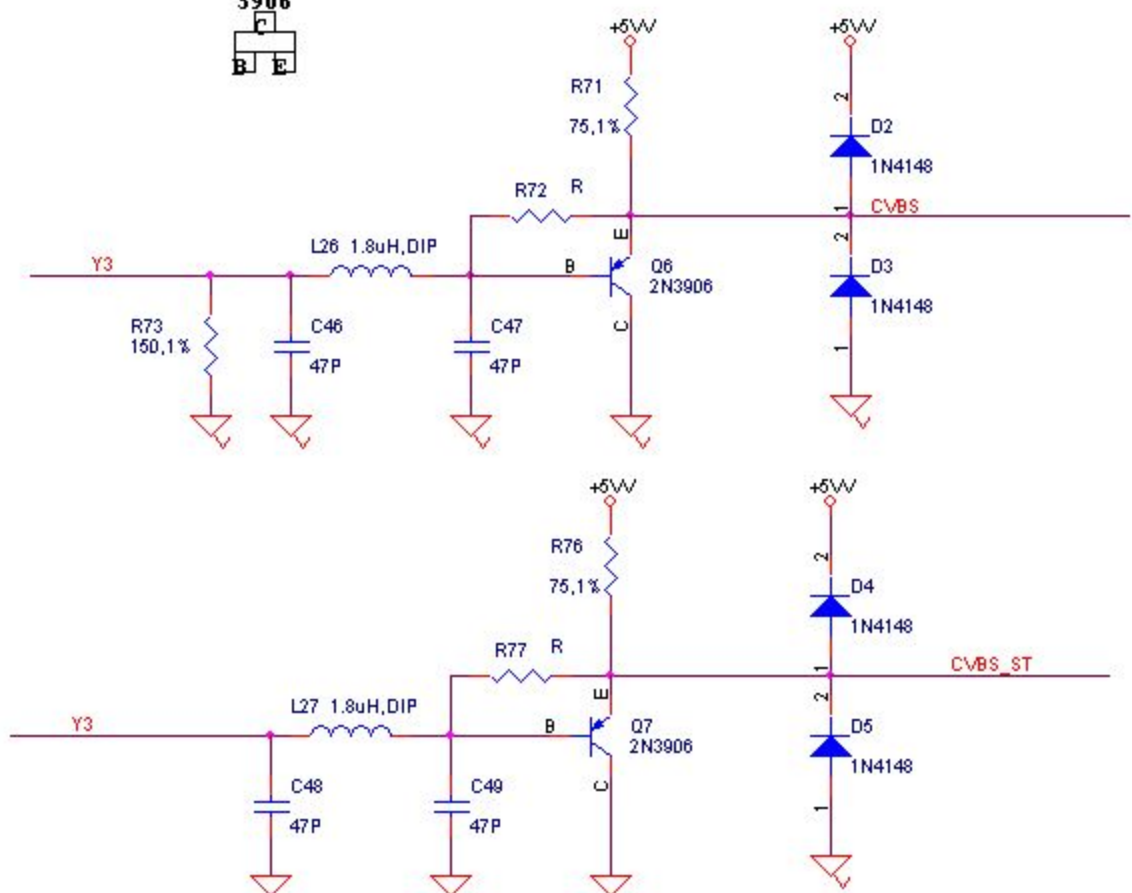 3906
C
B E
+5VV +5VV
R71
75,1%
2
D2
1N4148
R72 R
1
CVBS
E
2
L26 1.8uH,DIP
Y3
B
Q6
2N3906
D3
1N4148
R73
150,1%
C46
47P
C47
47P
C
1
+5VV +5VV
R76
75,1%
2
D4
1N4148
R77 R
1
CVBS_ST
E
2
L27 1.8uH,DIP
Y3
B
Q7
2N3906
D5
1N4148
C48
47P
C49
47P
C
1